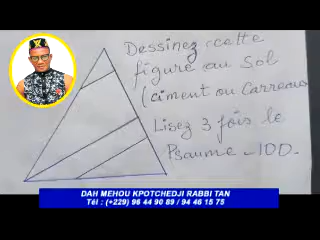 Dessinez cette
figure au Sol
(ciment ou Carreaux
Lisez 3 fois le
Psaume -100-
DAH MEHOU KPOTCHEDJI RABBI TAN
Tél : (+229) 96 44 90 89 / 94 46 15 75